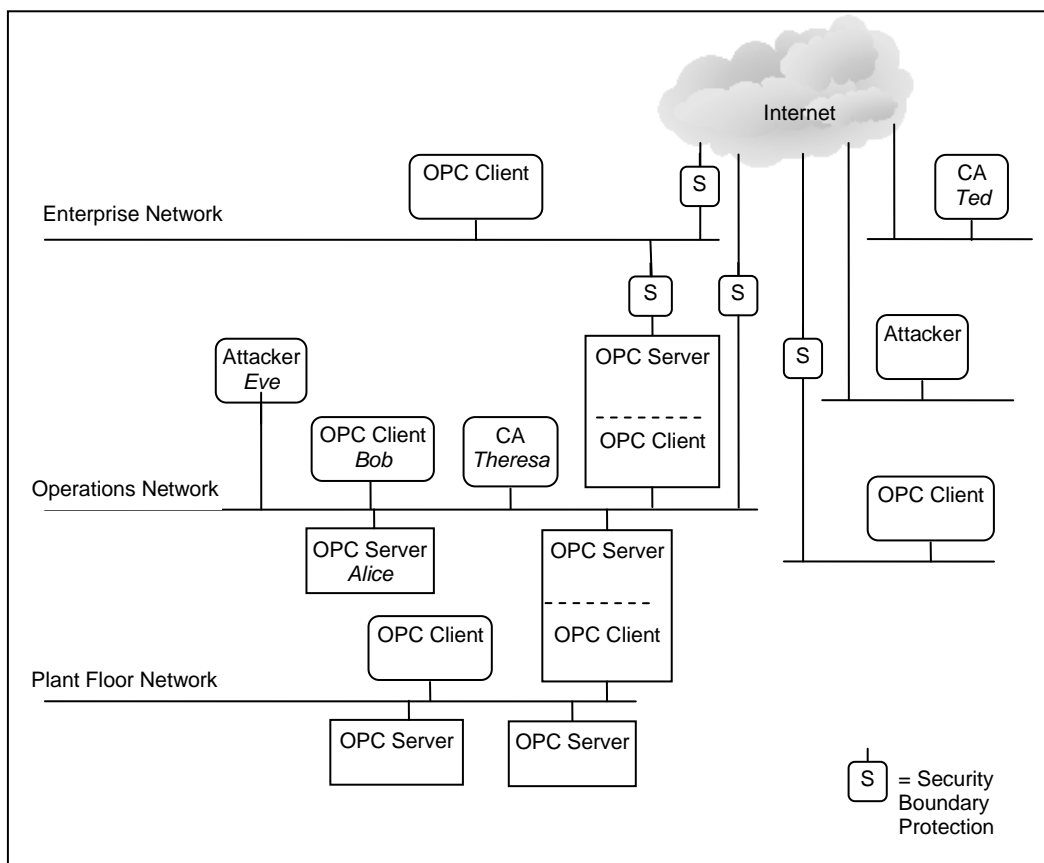 Internet
OPC Client
S
CA
Ted
Enterprise Network
S
S
Attacker
Eve
OPC Server
OPC Client
S
Attacker
OPC Client
Bob
CA
Theresa
Operations Network
OPC Client
OPC Server
Alice
OPC Server
OPC Client
OPC Client
Plant Floor Network
OPC Server
OPC Server
S
= Security
Boundary
Protection